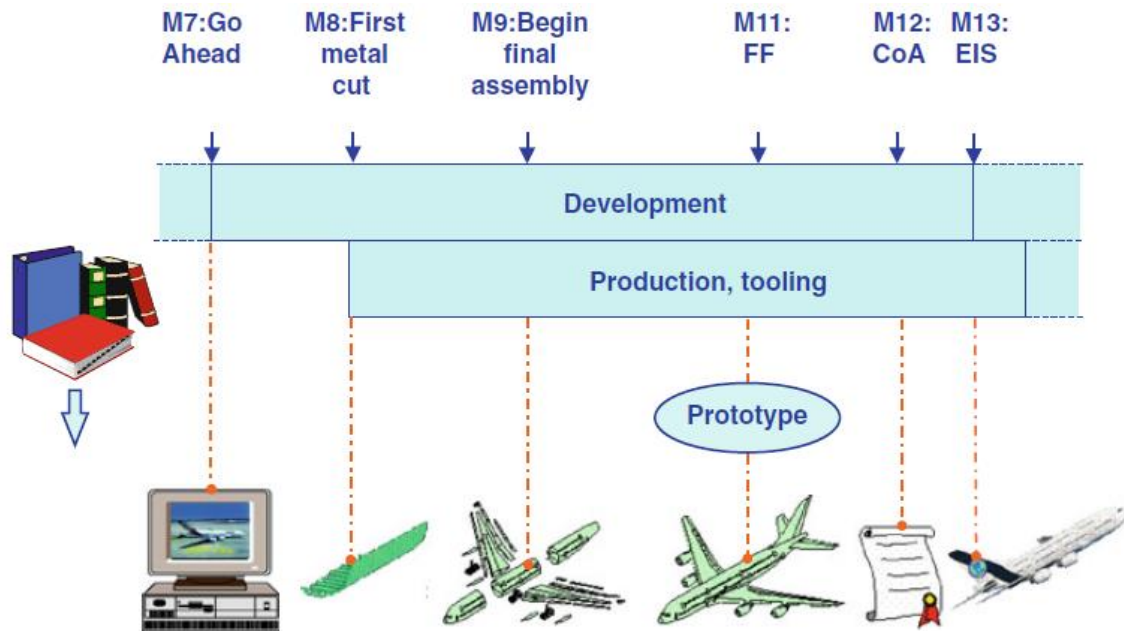 M7:Go
Ahead
M8:First
metal
cut
M9:Begin
final
assembly
M11:
FF
M12:
CoA
M13:
EIS
Development
Production, tooling
Prototype